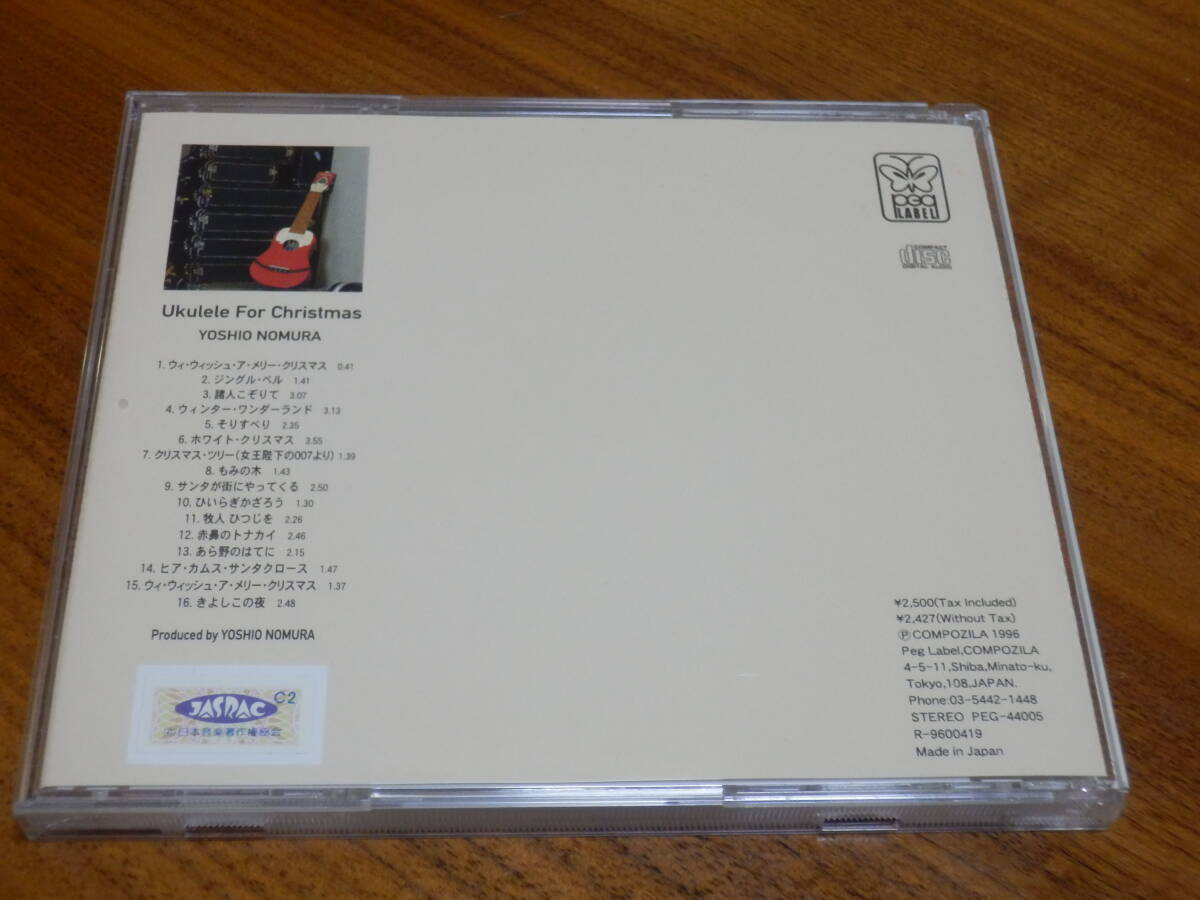 Ukulele For Christmas
YOSHIO NOMURA
1. ウィ・ウィッシュ・ア・メリー・クリスマス 0.41
2. ジングル・ベル 1.41
3. 諸人こぞりて 3.07
4. ウィンター・ワンダーランド 3.13
5. そりすべり 2.35
6. ホワイト・クリスマス 3.55
7. クリスマス・ツリー(女王陛下の007より) 1.39
8. もみの木 1.43
9. サンタが街にやってくる 2.50
10. ひいらぎかざろう 1.30
11. 牧人 ひつじを 2.26
12. 赤鼻のトナカイ 2.46
13. あら野のはてに 2.15
14. ヒア・カムス・サンタクロース 1.47
15. ウィ・ウィッシュ・ア・メリー・クリスマス 1.37
16. きよしこの夜 2.48
Produced by YOSHIO NOMURA
C2
JASRAC
日本音楽著作権協会
peg
LABEL
COMPACT
disc
DIGITAL AUDIO
¥2,500(Tax Included)
¥2,427(Without Tax)
Ⓟ COMPOZILA 1996
Peg Label,COMPOZILA
4-5-11,Shiba,Minato-ku,
Tokyo,108,JAPAN.
Phone:03-5442-1448
STEREO PEG-44005
R-9600419
Made in Japan